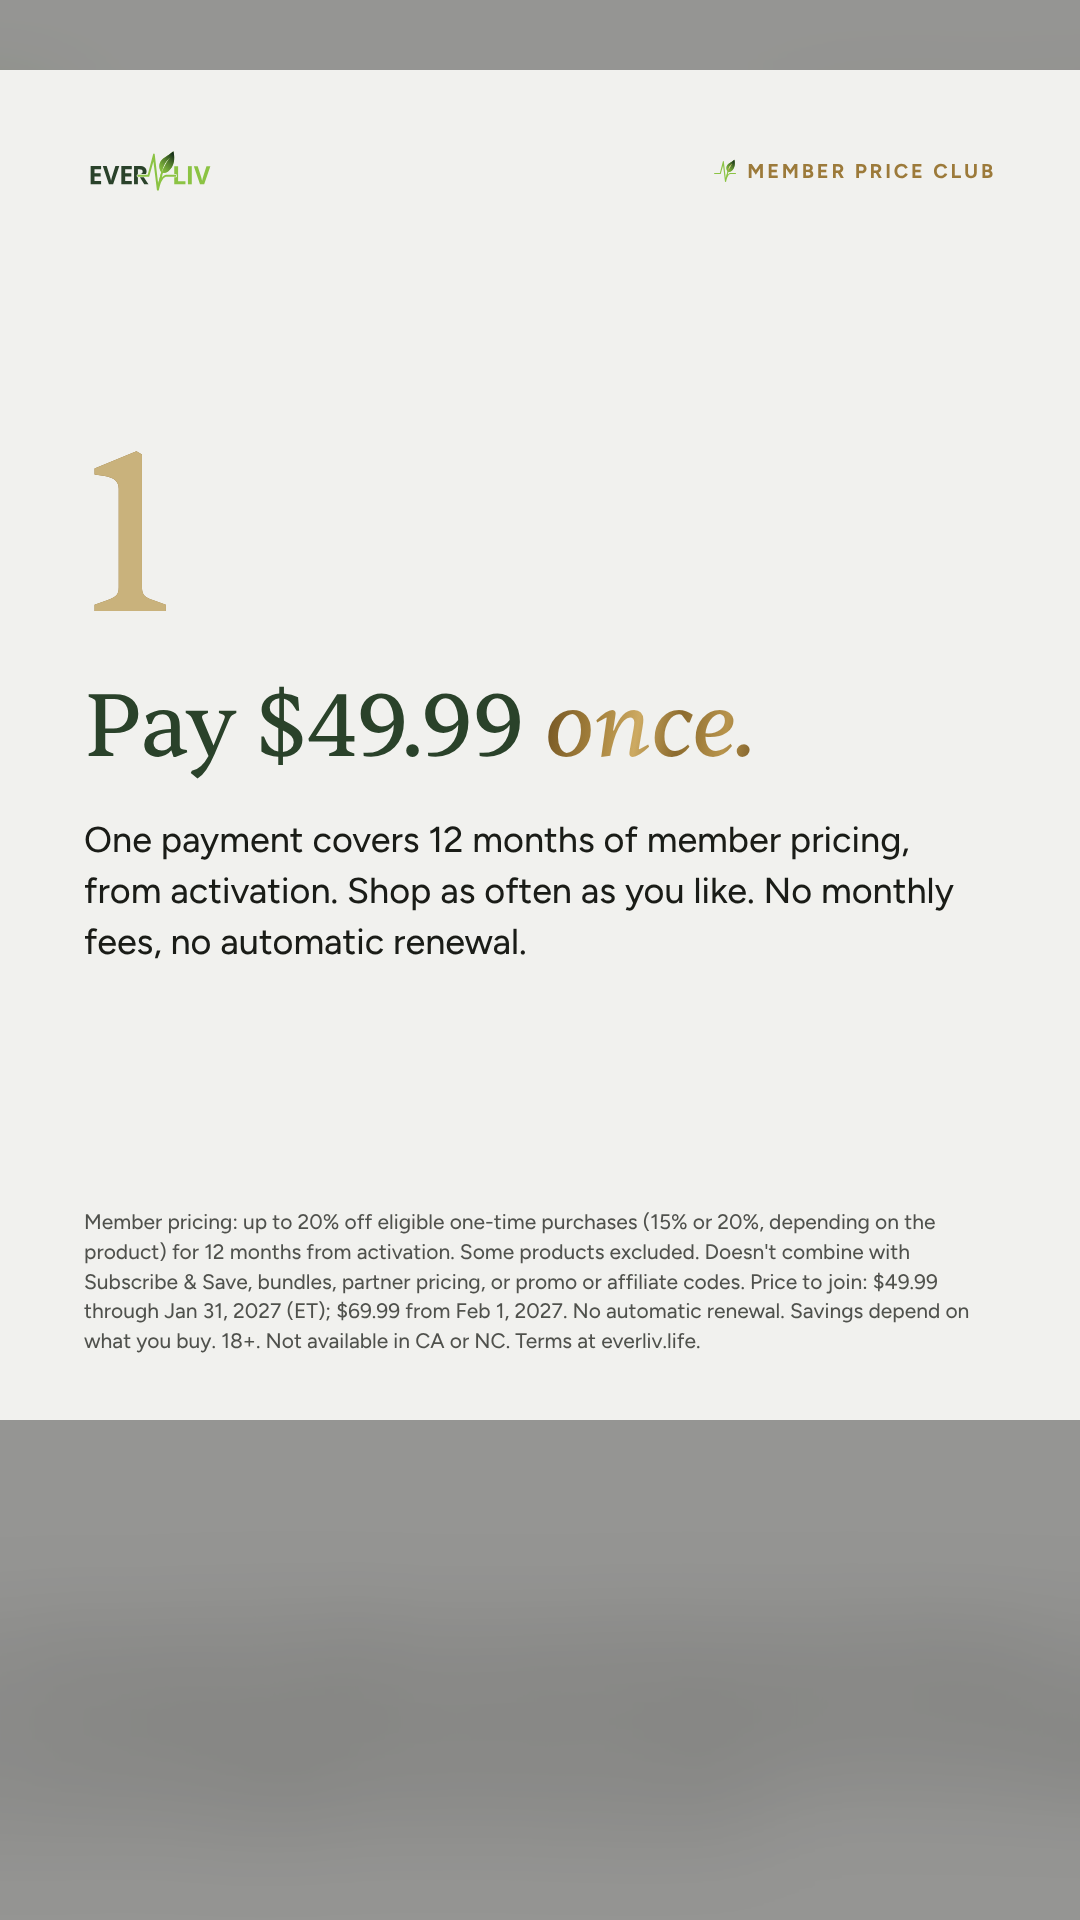 EVERLIV
MEMBER PRICE CLUB
1
Pay $49.99 once.
One payment covers 12 months of member pricing,
from activation. Shop as often as you like. No monthly
fees, no automatic renewal.
Member pricing: up to 20% off eligible one-time purchases (15% or 20%, depending on the
product) for 12 months from activation. Some products excluded. Doesn't combine with
Subscribe & Save, bundles, partner pricing, or promo or affiliate codes. Price to join: $49.99
through Jan 31, 2027 (ET); $69.99 from Feb 1, 2027. No automatic renewal. Savings depend on
what you buy. 18+. Not available in CA or NC. Terms at everliv.life.